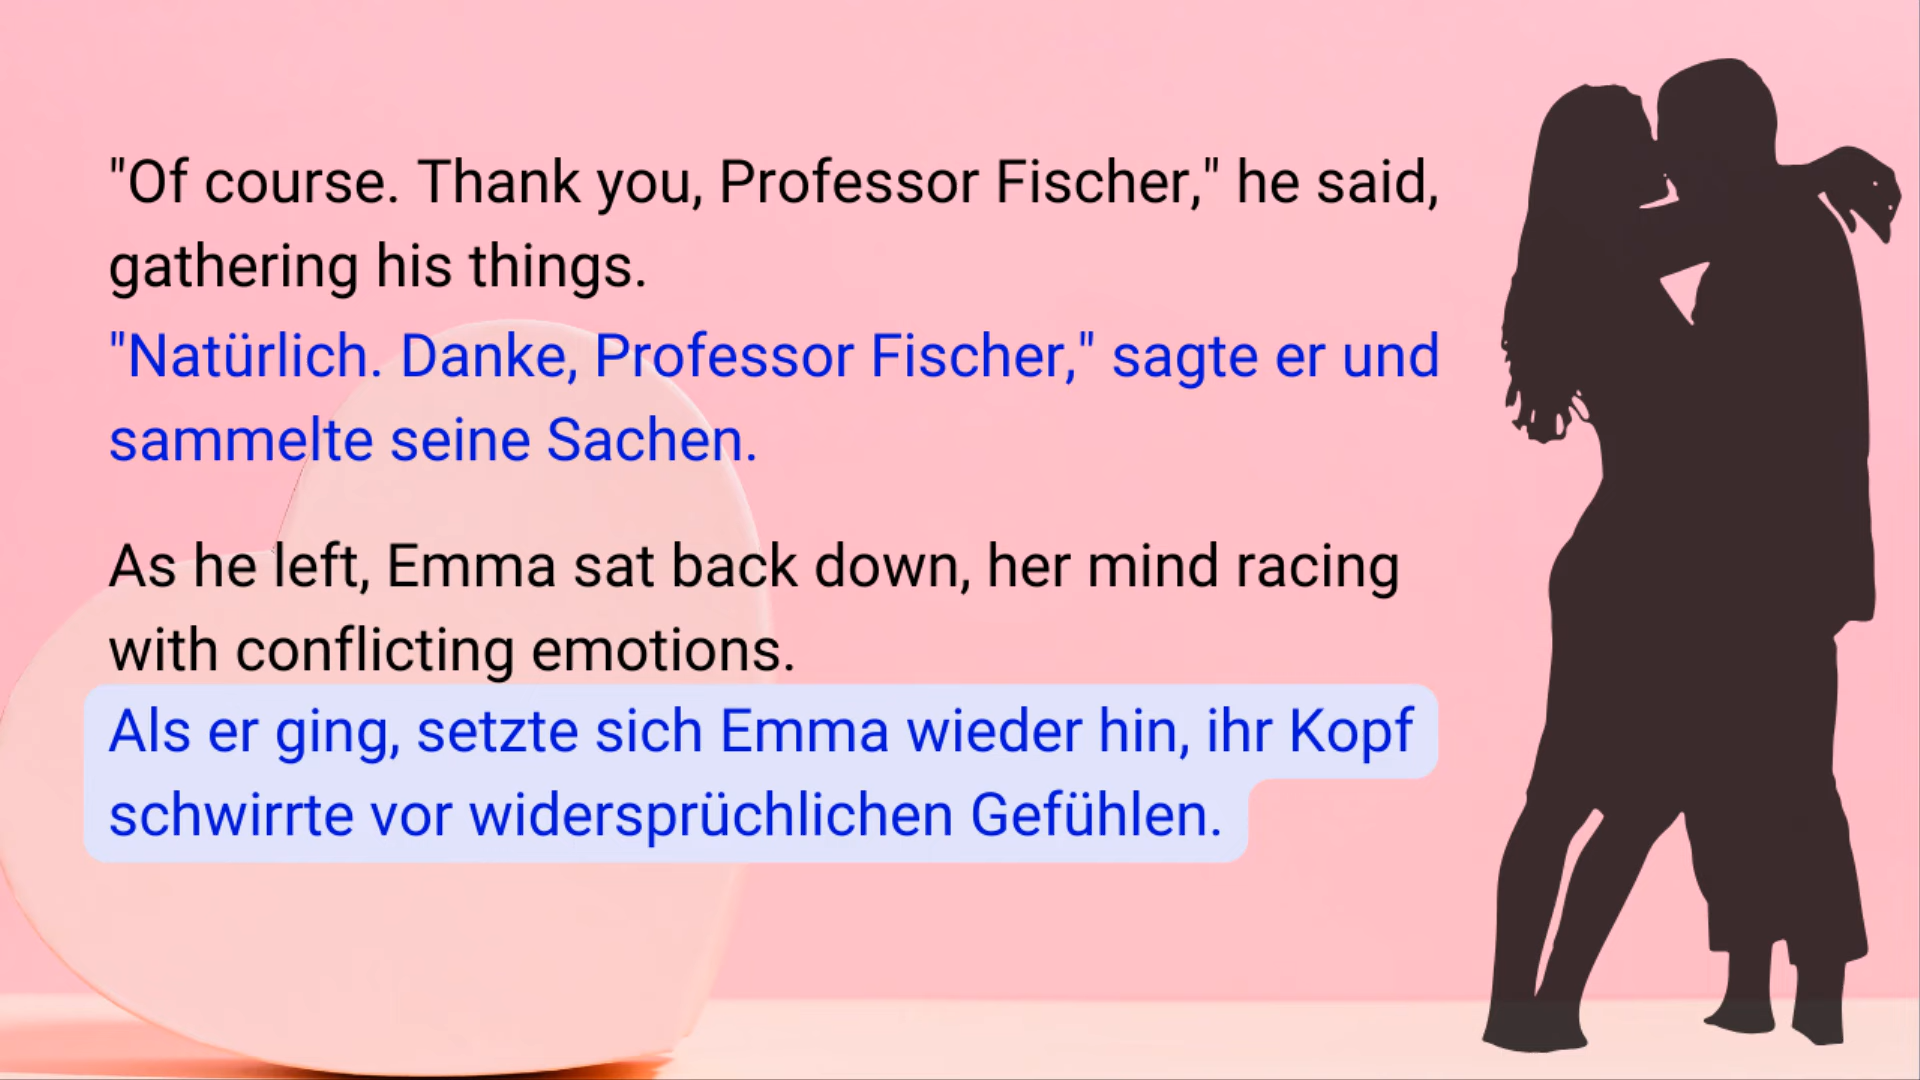 "Of course. Thank you, Professor Fischer," he said,
gathering his things.
"Natürlich. Danke, Professor Fischer," sagte er und
sammelte seine Sachen.
As he left, Emma sat back down, her mind racing
with conflicting emotions.
Als er ging, setzte sich Emma wieder hin, ihr Kopf
schwirrte vor widersprüchlichen Gefühlen.